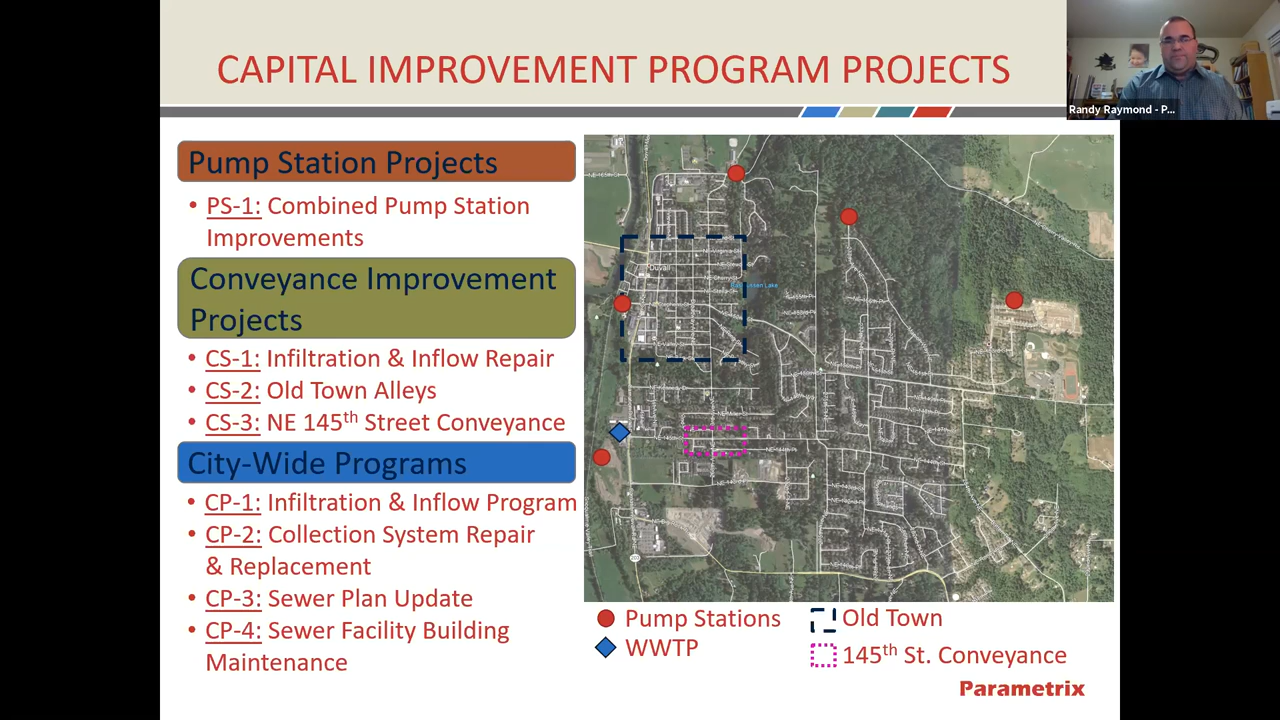 CAPITAL IMPROVEMENT PROGRAM PROJECTS
Randy Raymond - P...
Pump Station Projects
• PS-1: Combined Pump Station
Improvements
Conveyance Improvement
Projects
• CS-1: Infiltration & Inflow Repair
• CS-2: Old Town Alleys
• CS-3: NE 145th Street Conveyance
City-Wide Programs
• CP-1: Infiltration & Inflow Program
• CP-2: Collection System Repair
& Replacement
• CP-3: Sewer Plan Update
• CP-4: Sewer Facility Building
Maintenance
Duvall
Pump Stations
WWTP
Old Town
145th St. Conveyance
Parametrix